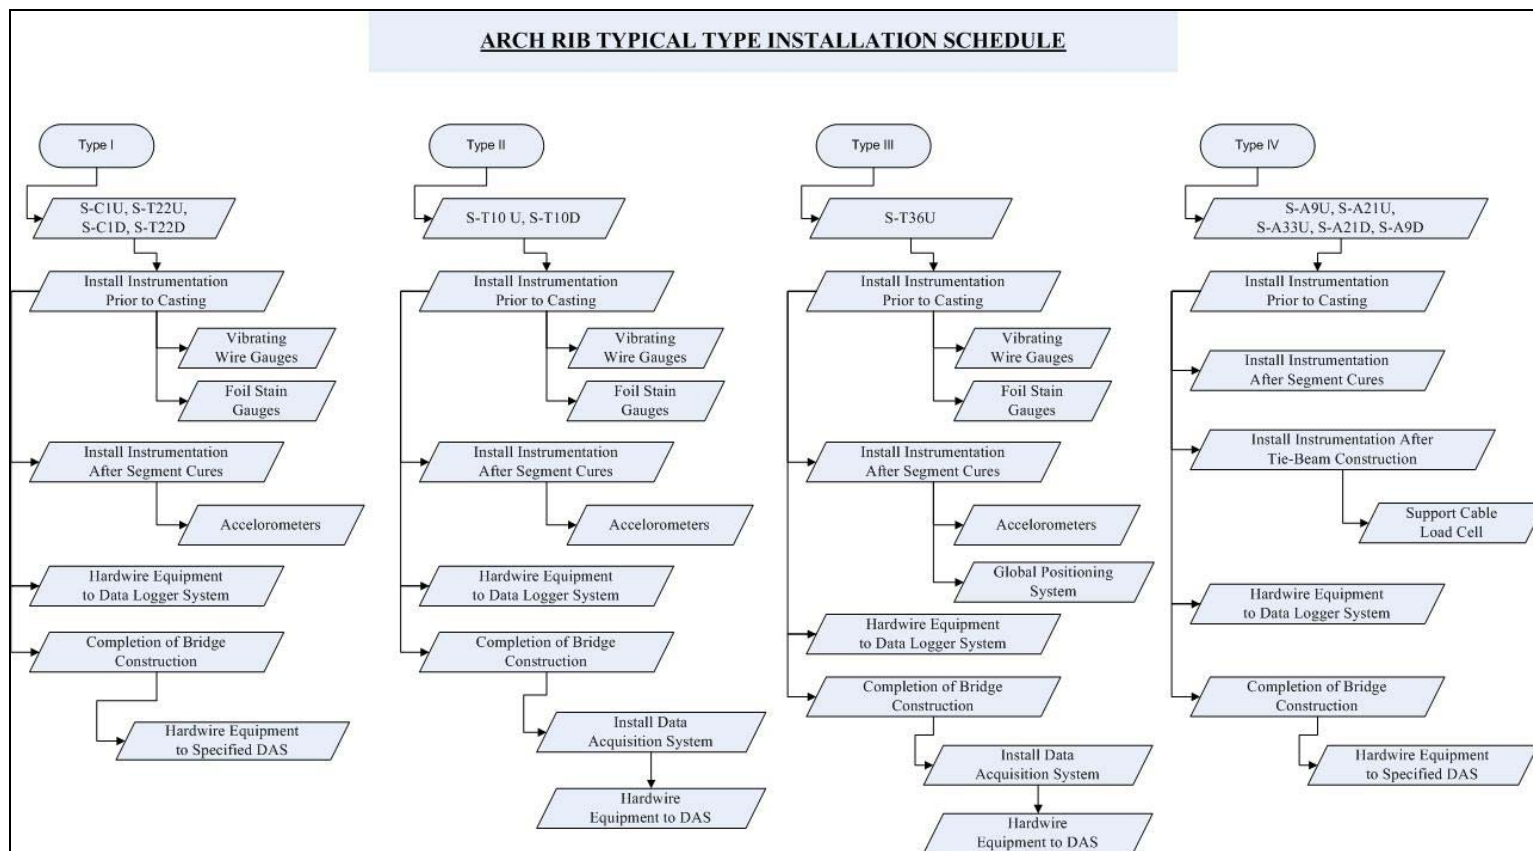 ARCH RIB TYPICAL TYPE INSTALLATION SCHEDULE
Type I
S-C1U, S-T22U,
S-C1D, S-T22D
Install Instrumentation
Prior to Casting
Vibrating
Wire Gauges
Foil Stain
Gauges
Install Instrumentation
After Segment Cures
Accelorometers
Hardwire Equipment
to Data Logger System
Completion of Bridge
Construction
Hardwire Equipment
to Specified DAS
Type II
S-T10 U, S-T10D
Install Instrumentation
Prior to Casting
Vibrating
Wire Gauges
Foil Stain
Gauges
Install Instrumentation
After Segment Cures
Accelorometers
Hardwire Equipment
to Data Logger System
Completion of Bridge
Construction
Install Data
Acquisition System
Hardwire
Equipment to DAS
Type III
S-T36U
Install Instrumentation
Prior to Casting
Vibrating
Wire Gauges
Foil Stain
Gauges
Install Instrumentation
After Segment Cures
Accelorometers
Global Positioning
System
Hardwire Equipment
to Data Logger System
Completion of Bridge
Construction
Install Data
Acquisition System
Hardwire
Equipment to DAS
Type IV
S-A9U, S-A21U,
S-A33U, S-A21D, S-A9D
Install Instrumentation
Prior to Casting
Install Instrumentation
After Segment Cures
Install Instrumentation After
Tie-Beam Construction
Support Cable
Load Cell
Hardwire Equipment
to Data Logger System
Completion of Bridge
Construction
Hardwire Equipment
to Specified DAS